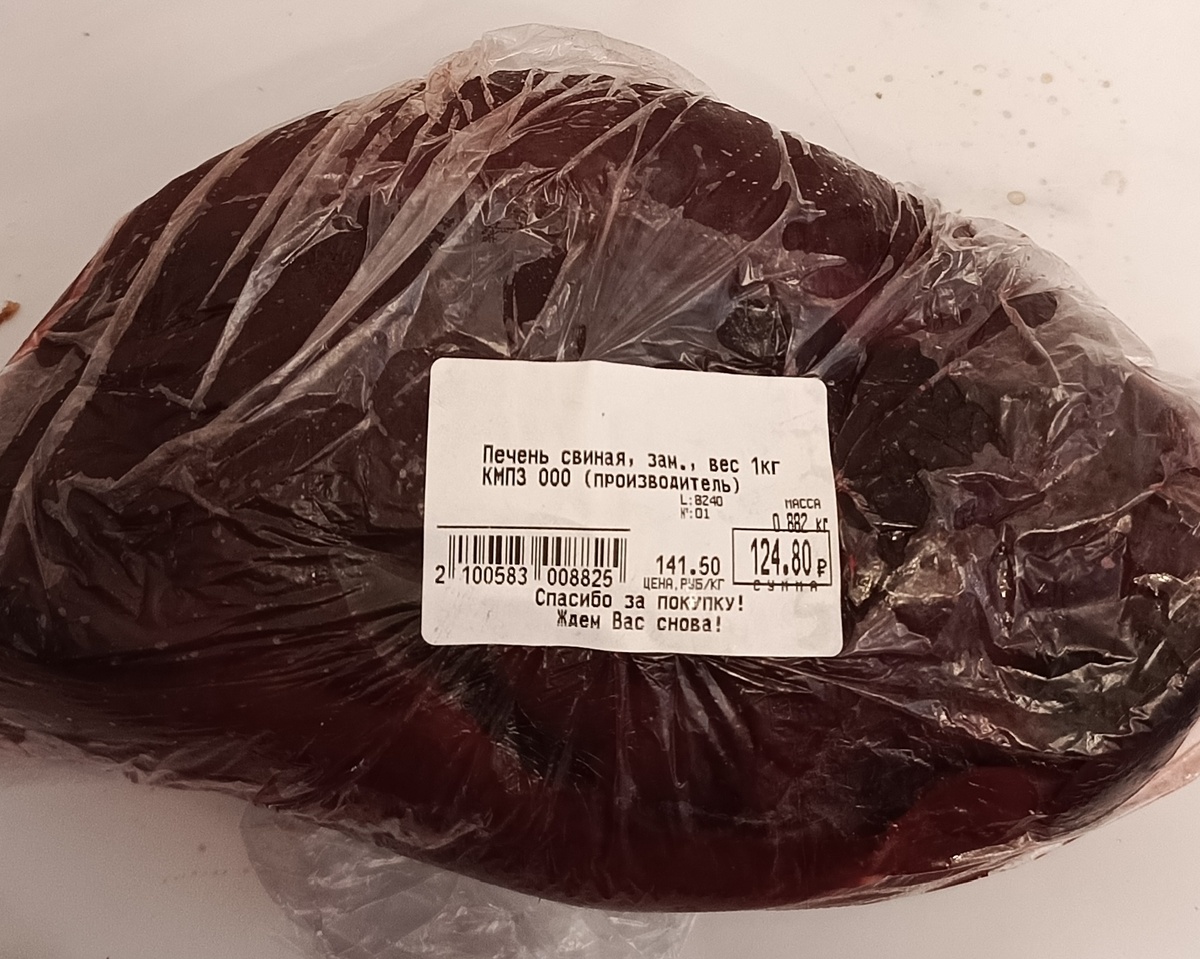 Печень свиная, зам., вес 1кг
КМПЗ ООО (производитель)
L:8240
№:01
МАССА
0.882 кг
2 100583 008825
141.50
ЦЕНА,РУБ/КГ
124.80 ₽
СУММА
Спасибо за покупку!
Ждем Вас снова!